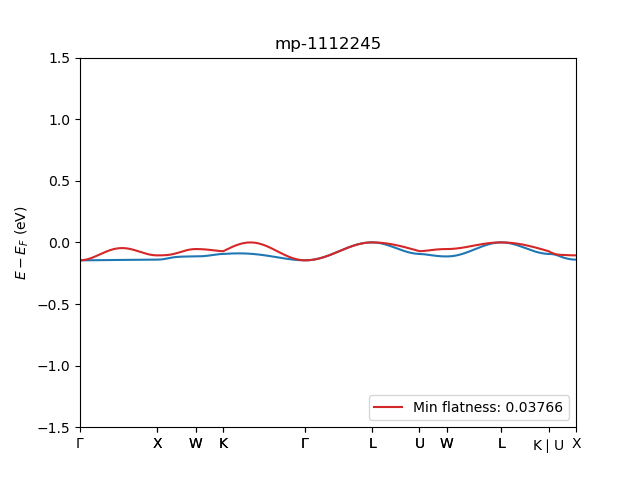 mp-1112245
1.5
1.0
0.5
0.0
−0.5
−1.0
−1.5
E − E_F (eV)
Min flatness: 0.03766
Γ X W K Γ L U W L K | U X